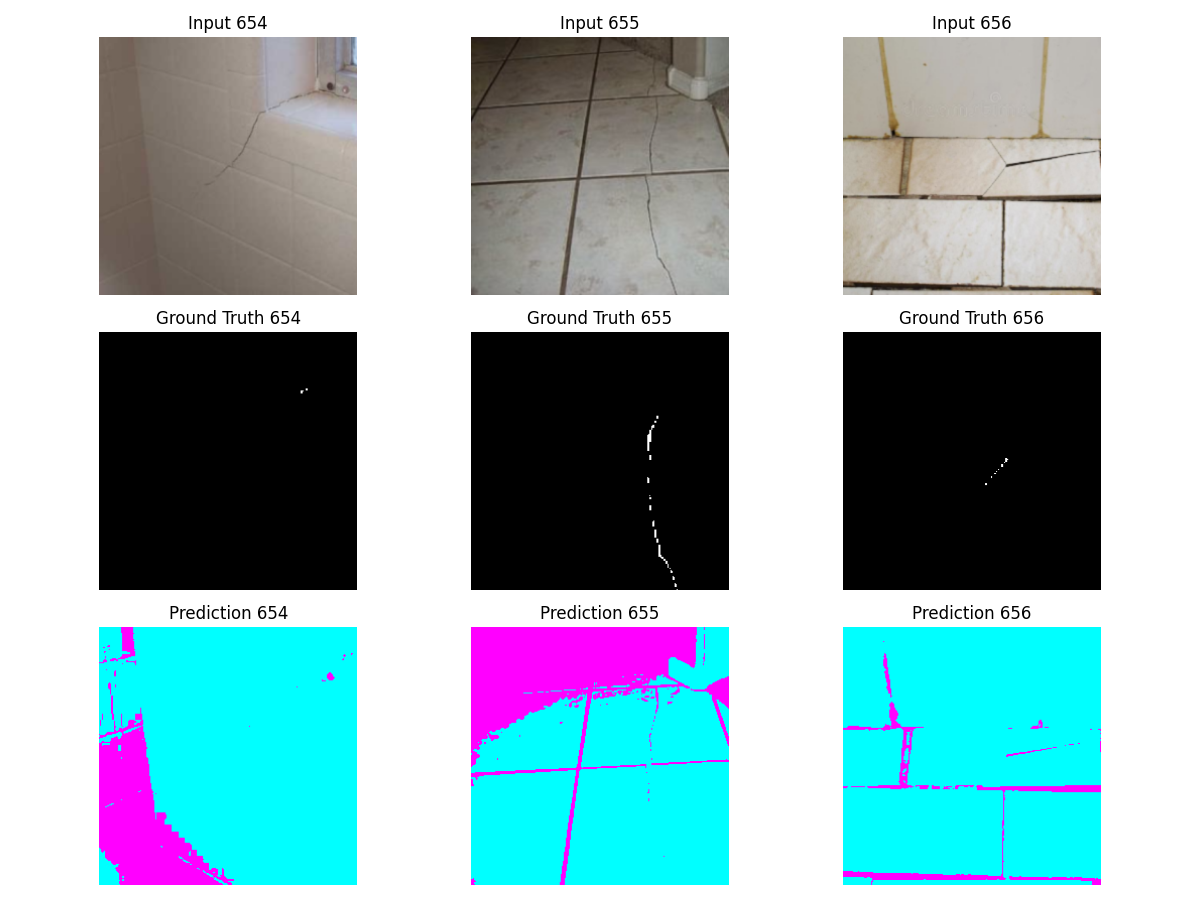 Input 654
Input 655
Input 656
Ground Truth 654
Ground Truth 655
Ground Truth 656
Prediction 654
Prediction 655
Prediction 656